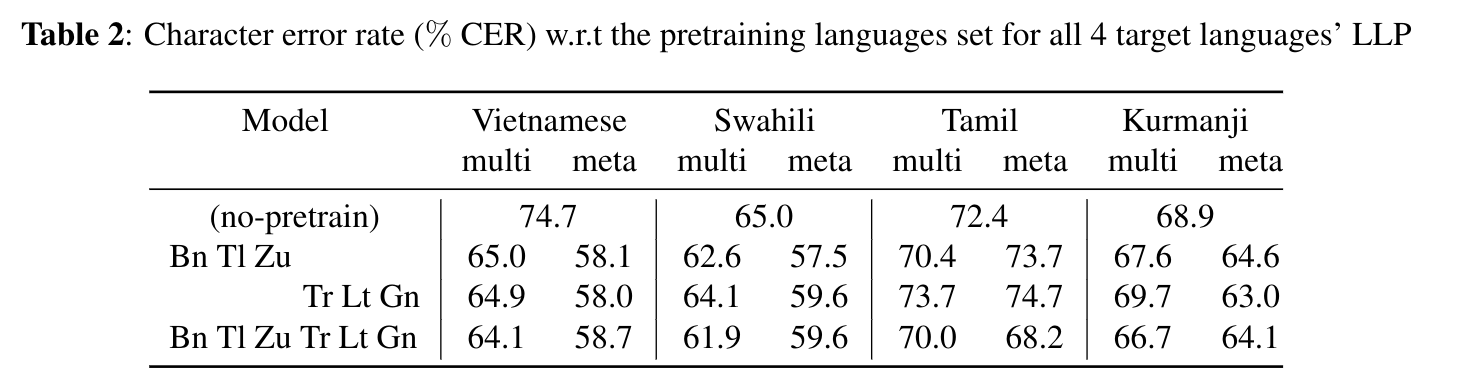 Table 2: Character error rate (% CER) w.r.t the pretraining languages set for all 4 target languages' LLP
Model Vietnamese Swahili Tamil Kurmanji
multi meta multi meta multi meta multi meta
(no-pretrain) 74.7 65.0 72.4 68.9
Bn Tl Zu 65.0 58.1 62.6 57.5 70.4 73.7 67.6 64.6
Tr Lt Gn 64.9 58.0 64.1 59.6 73.7 74.7 69.7 63.0
Bn Tl Zu Tr Lt Gn 64.1 58.7 61.9 59.6 70.0 68.2 66.7 64.1